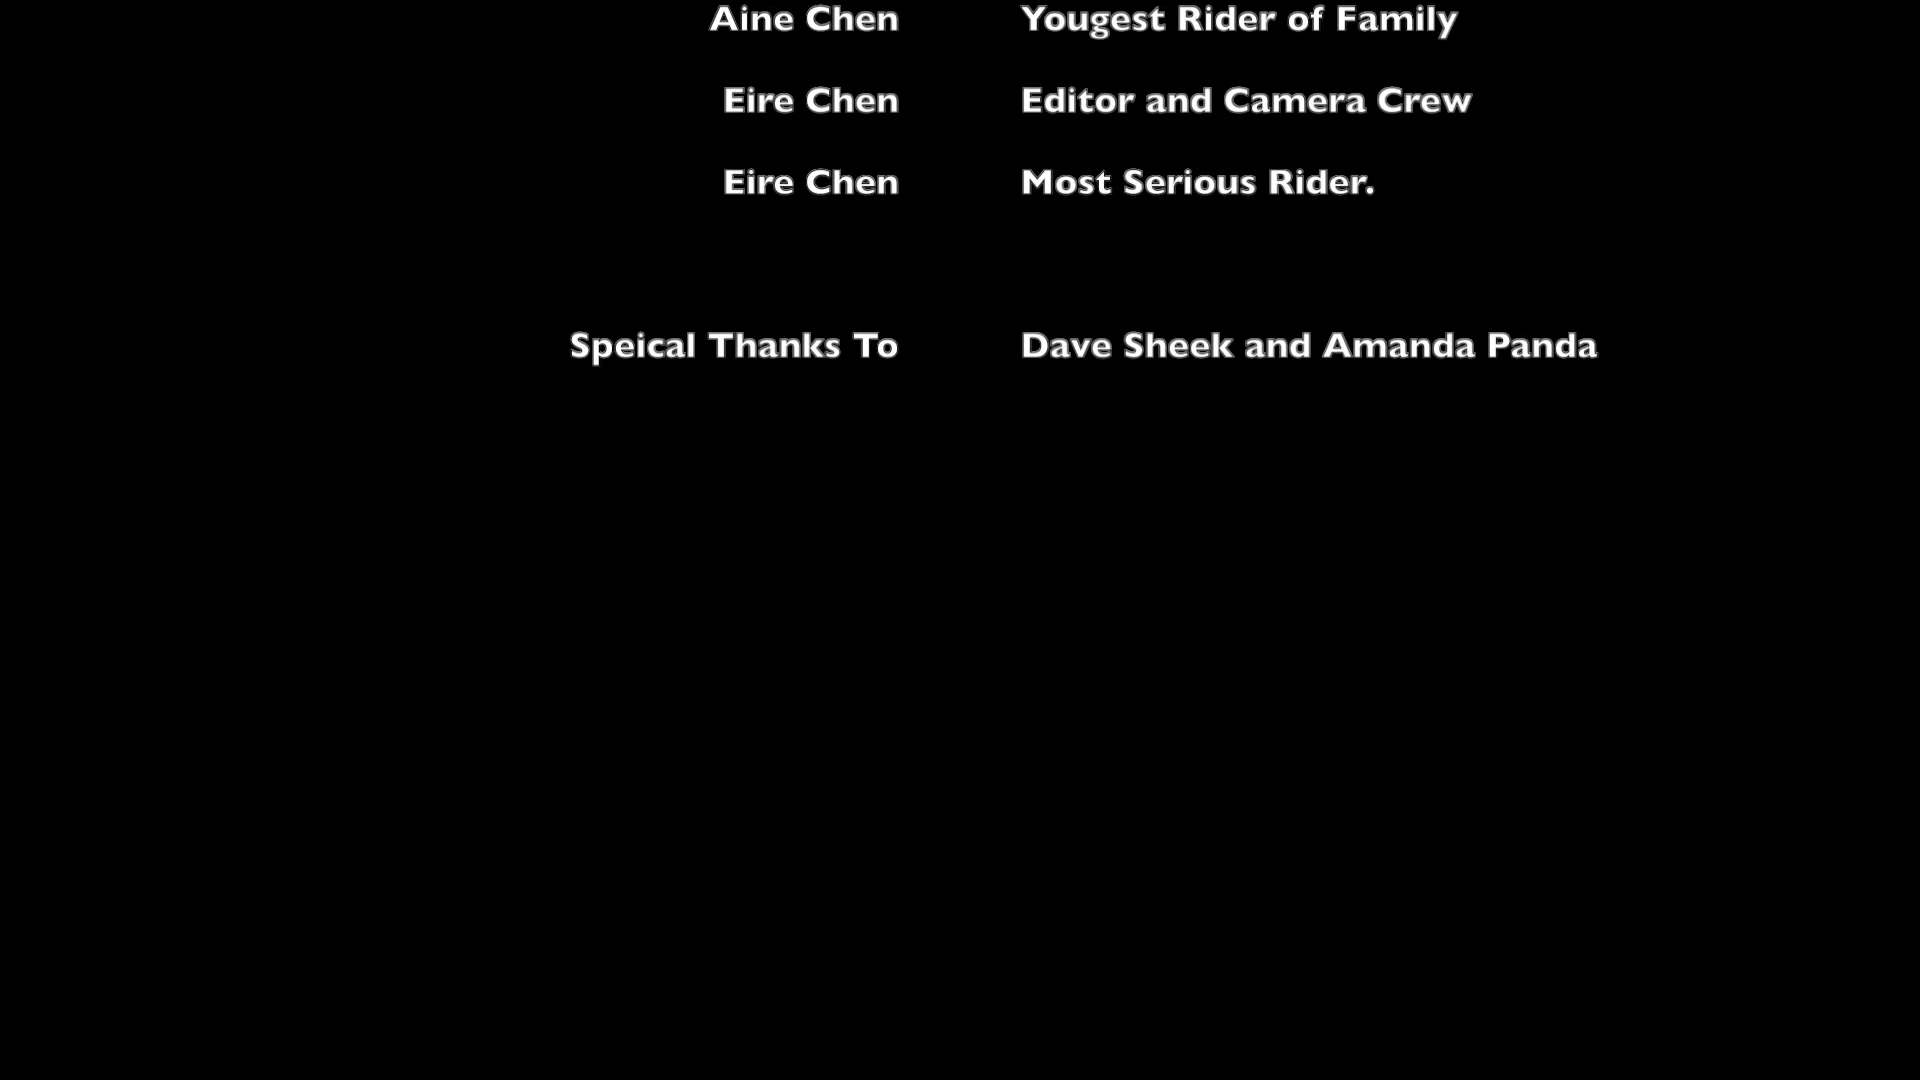 Aine Chen Yougest Rider of Family
Eire Chen Editor and Camera Crew
Eire Chen Most Serious Rider.
Speical Thanks To Dave Sheek and Amanda Panda